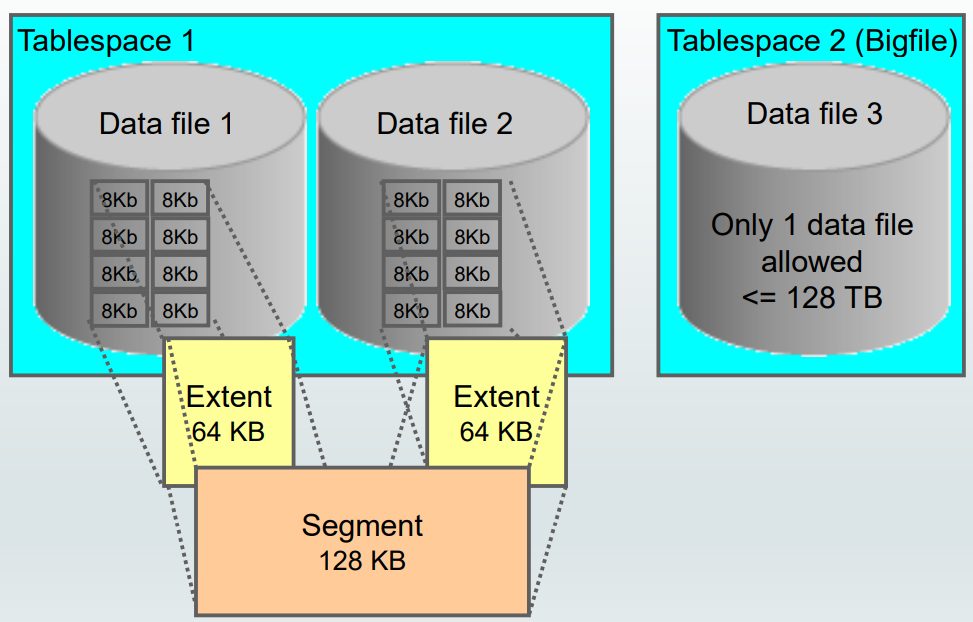 Tablespace 1
Data file 1
8Kb 8Kb
8Kb 8Kb
8Kb 8Kb
8Kb 8Kb
Data file 2
8Kb 8Kb
8Kb 8Kb
8Kb 8Kb
8Kb 8Kb
Extent
64 KB
Extent
64 KB
Segment
128 KB
Tablespace 2 (Bigfile)
Data file 3
Only 1 data file
allowed
<= 128 TB